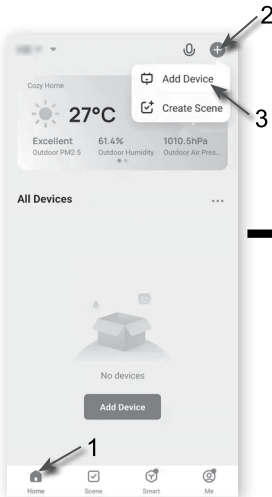 2
Add Device
3
Create Scene
Cozy Home
27°C
Excellent 61.4% 1010.5hPa
Outdoor PM2.5 Outdoor Humidity Outdoor Air Pres...
All Devices ...
No devices
Add Device
1
Home Scene Smart Me